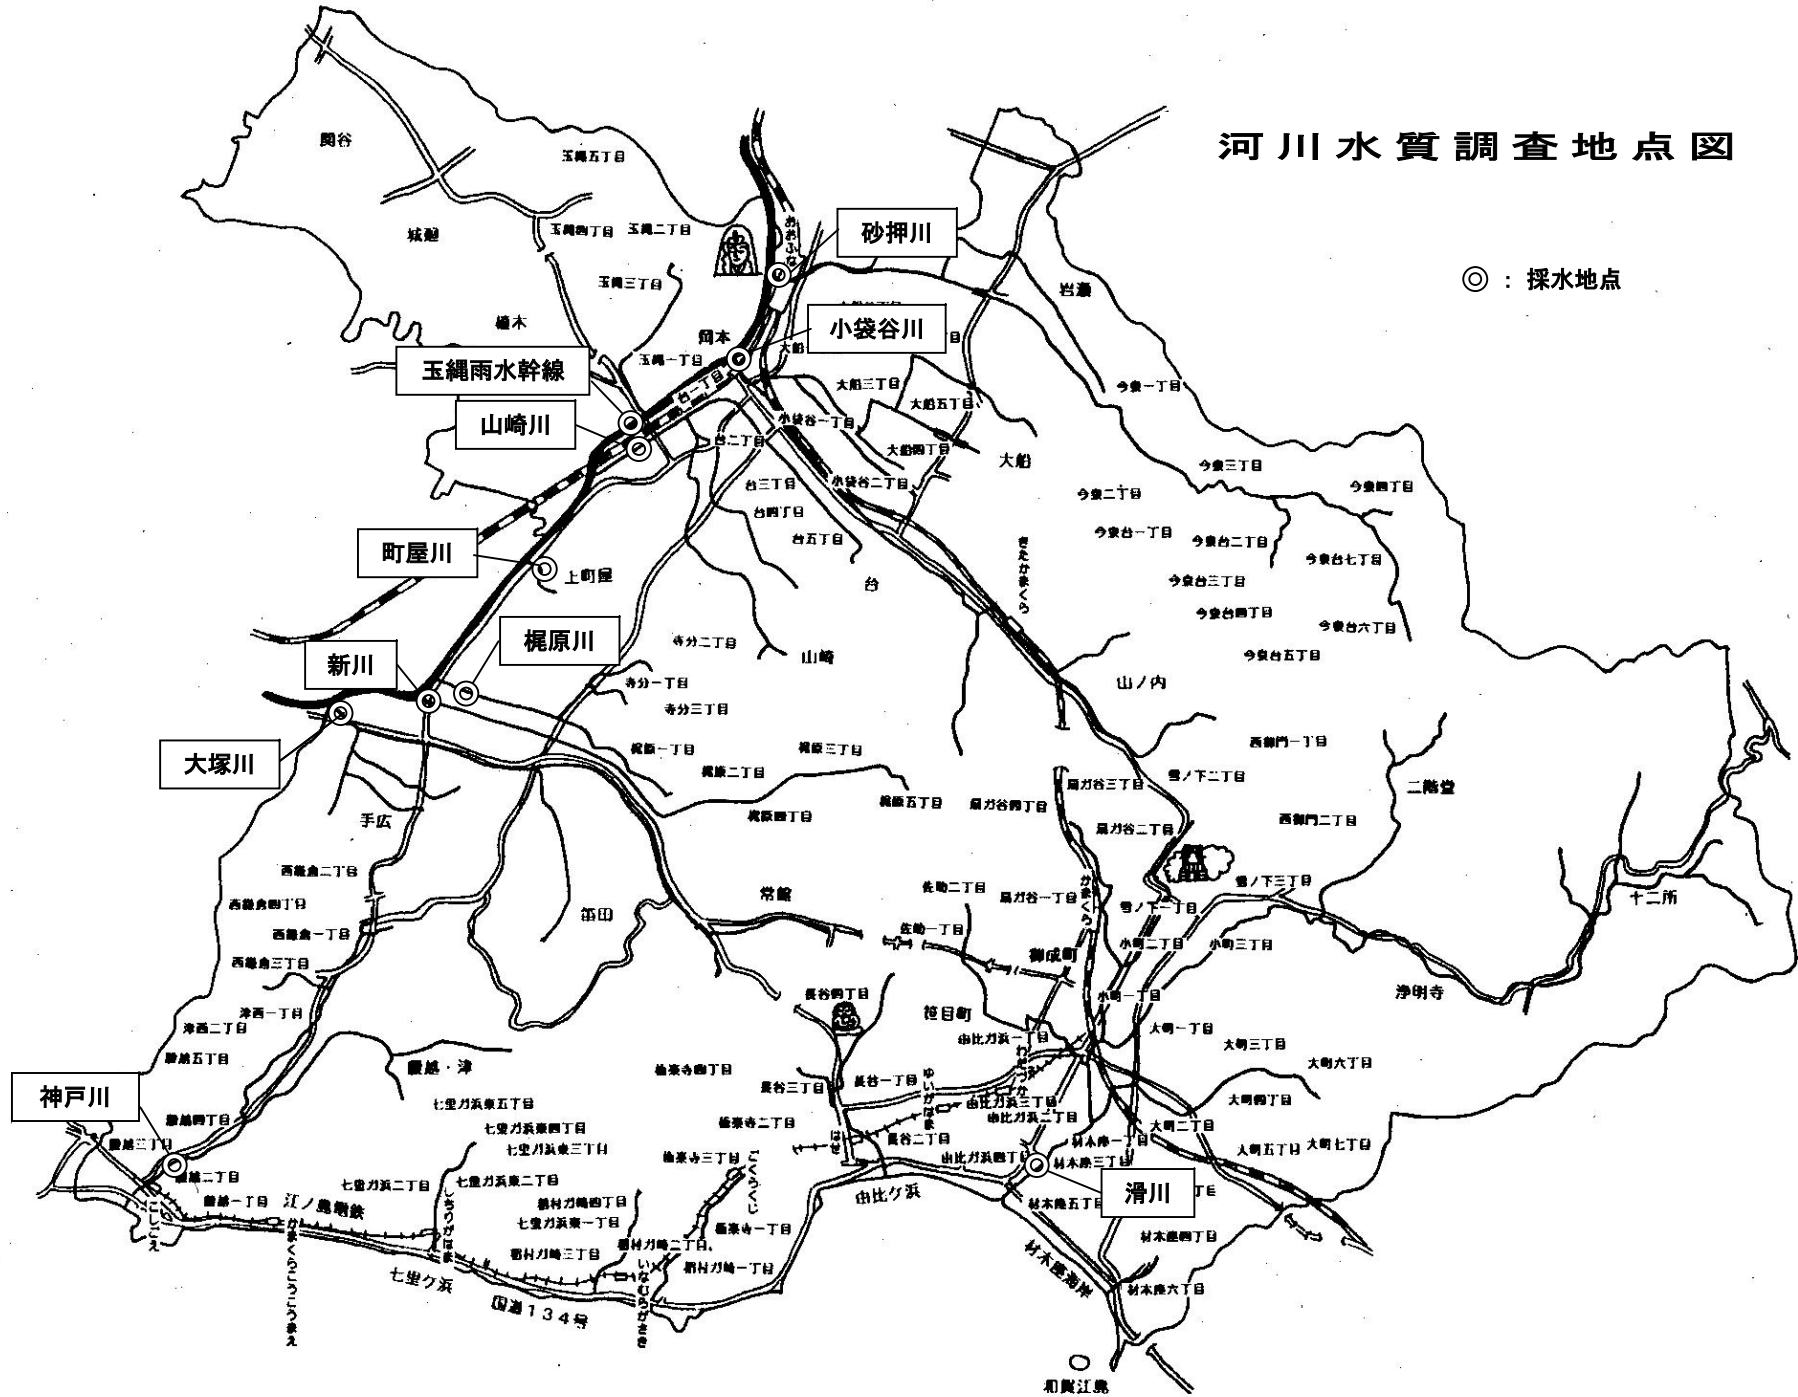 河川水質調査地点図
◎ : 採水地点
関谷
玉縄五丁目
城廻
玉縄四丁目
玉縄二丁目
おおふな
砂押川
玉縄三丁目
岩瀬
植木
岡本
小袋谷川
玉縄一丁目
大船
目
玉縄雨水幹線
台一丁目
大船三丁目
今泉一丁目
大船五丁目
山崎川
小袋谷一丁目
台二丁目
大船四丁目
大船
今泉三丁目
台三丁目
小袋谷二丁目
今泉二丁目
今泉四丁目
台四丁目
台五丁目
今泉台一丁目
今泉台二丁目
今泉台七丁目
町屋川
上町屋
台
きたかまくら
今泉台三丁目
今泉台四丁目
今泉台六丁目
今泉台五丁目
梶原川
新川
寺分二丁目
山崎
寺分一丁目
山ノ内
寺分三丁目
大塚川
梶原一丁目
梶原三丁目
西御門一丁目
梶原二丁目
扇ガ谷三丁目
雪ノ下二丁目
二階堂
梶原五丁目
扇ガ谷四丁目
手広
梶原四丁目
扇ガ谷二丁目
西御門二丁目
西鎌倉二丁目
常盤
佐助二丁目
扇ガ谷一丁目
かまくら
雪ノ下三丁目
十二所
西鎌倉四丁目
笛田
雪ノ下一丁目
西鎌倉一丁目
佐助一丁目
小町二丁目
小町三丁目
西鎌倉三丁目
御成町
長谷四丁目
小町一丁目
浄明寺
津西一丁目
笹目町
津西二丁目
大町一丁目
由比ガ浜一丁目
大町三丁目
腰越五丁目
腰越・津
わだづか
大町六丁目
極楽寺四丁目
長谷三丁目
長谷一丁目
ゆいがはま
神戸川
七里ガ浜東五丁目
由比ガ浜三丁目
大町四丁目
腰越四丁目
七里ガ浜東四丁目
極楽寺二丁目
由比ガ浜二丁目
大町二丁目
腰越三丁目
七里ガ浜東三丁目
はせ
長谷二丁目
材木座一丁目
大町五丁目
大町七丁目
極楽寺三丁目
ごくらくじ
由比ガ浜四丁目
材木座三丁目
腰越二丁目
七里ガ浜二丁目
七里ガ浜東二丁目
滑川
丁目
腰越一丁目
江ノ島電鉄
しちりがはま
稲村ガ崎四丁目
由比ケ浜
材木座五丁目
こしごえ
かまくらこうこうまえ
七里ガ浜東一丁目
極楽寺一丁目
材木座四丁目
稲村ガ崎三丁目
稲村ガ崎二丁目
稲村ガ崎一丁目
材木座海岸
七里ケ浜
いなむらがさき
材木座六丁目
国道134号
和賀江島